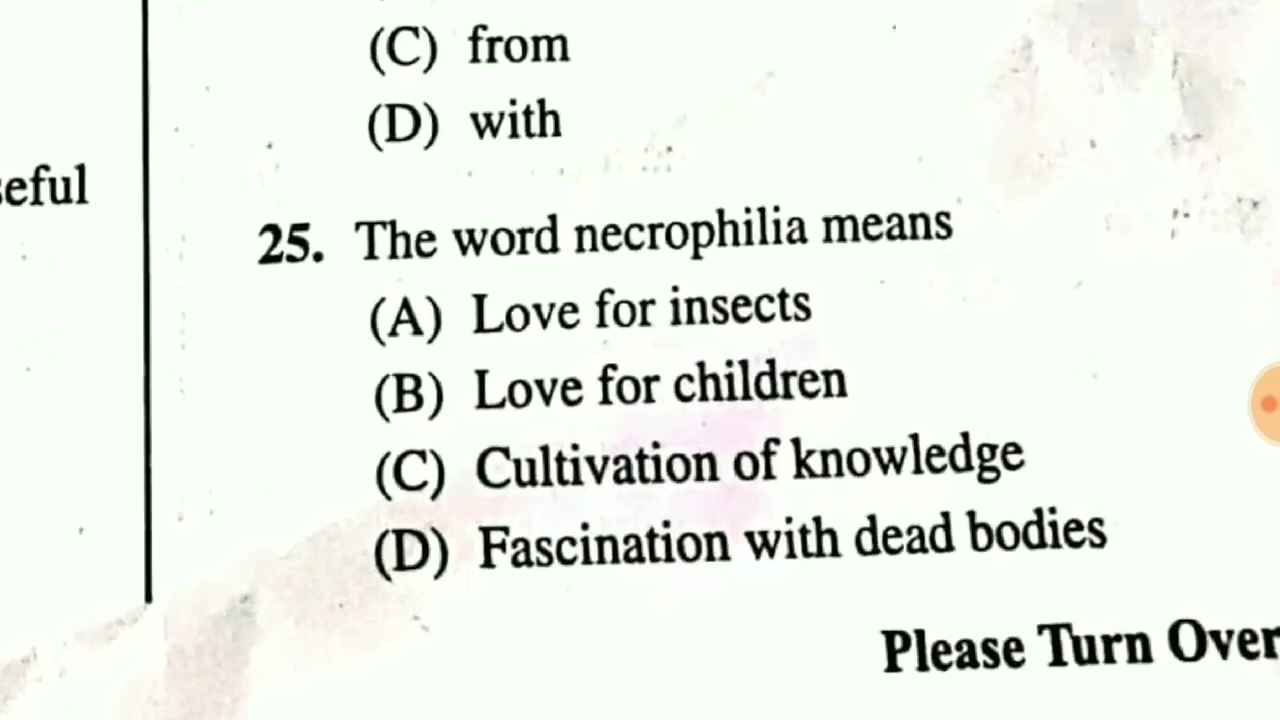 (C) from
(D) with
25. The word necrophilia means
(A) Love for insects
(B) Love for children
(C) Cultivation of knowledge
(D) Fascination with dead bodies
Please Turn Over